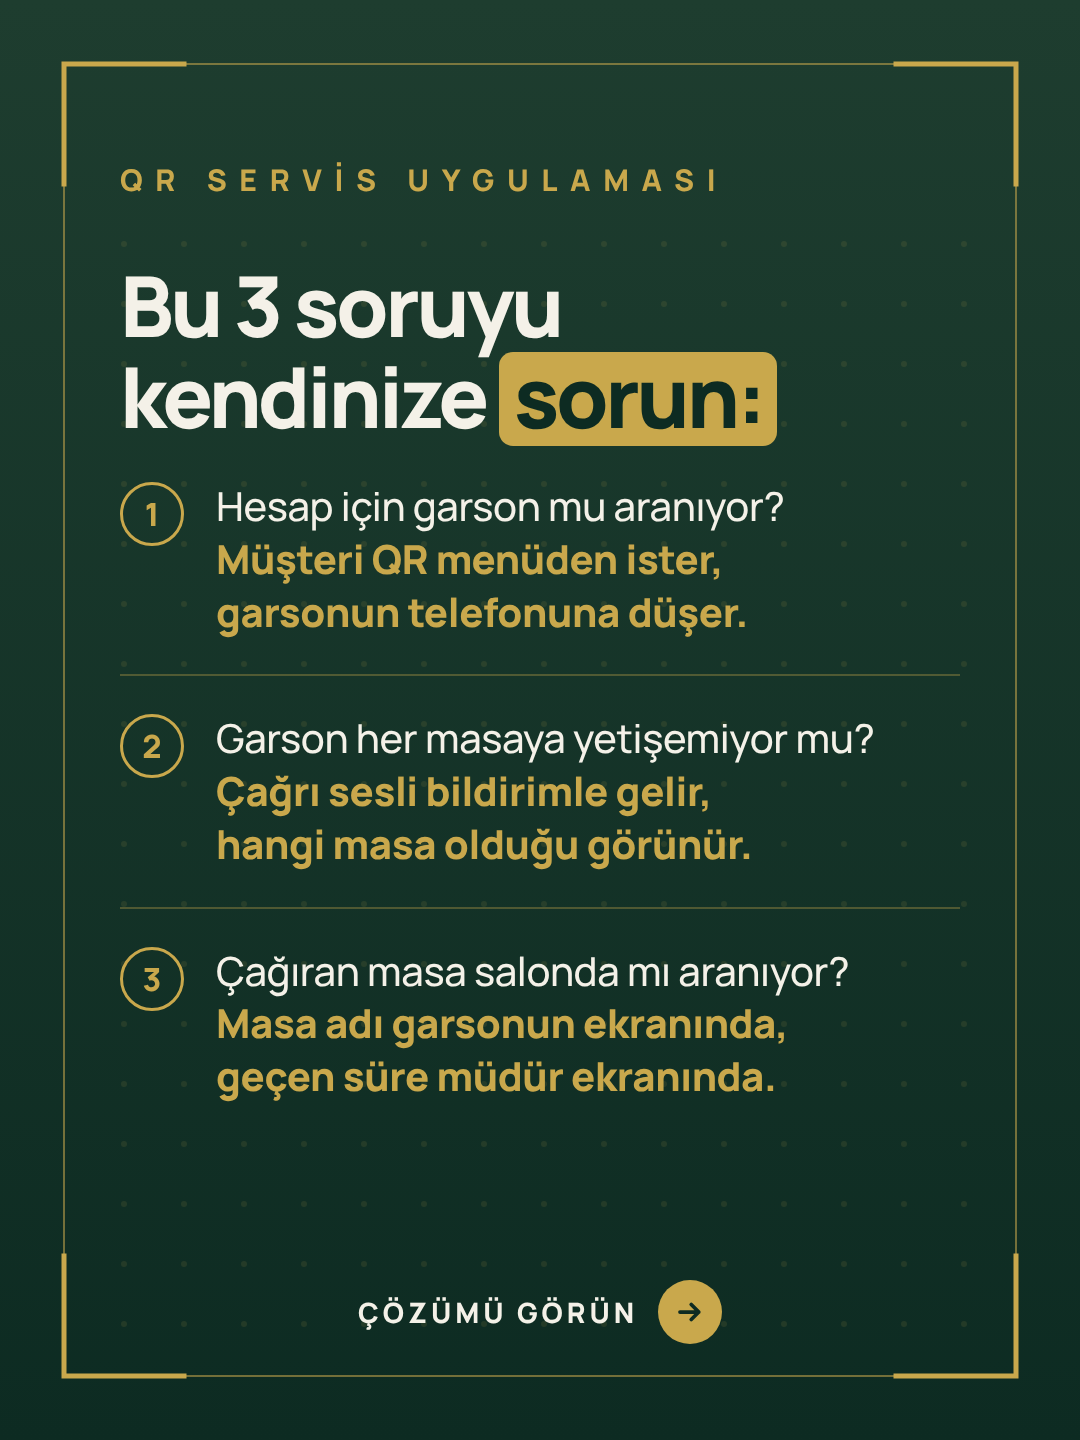 QR SERVİS UYGULAMASI
Bu 3 soruyu
kendinize sorun:
1 Hesap için garson mu aranıyor?
Müşteri QR menüden ister,
garsonun telefonuna düşer.
2 Garson her masaya yetişemiyor mu?
Çağrı sesli bildirimle gelir,
hangi masa olduğu görünür.
3 Çağıran masa salonda mı aranıyor?
Masa adı garsonun ekranında,
geçen süre müdür ekranında.
ÇÖZÜMÜ GÖRÜN